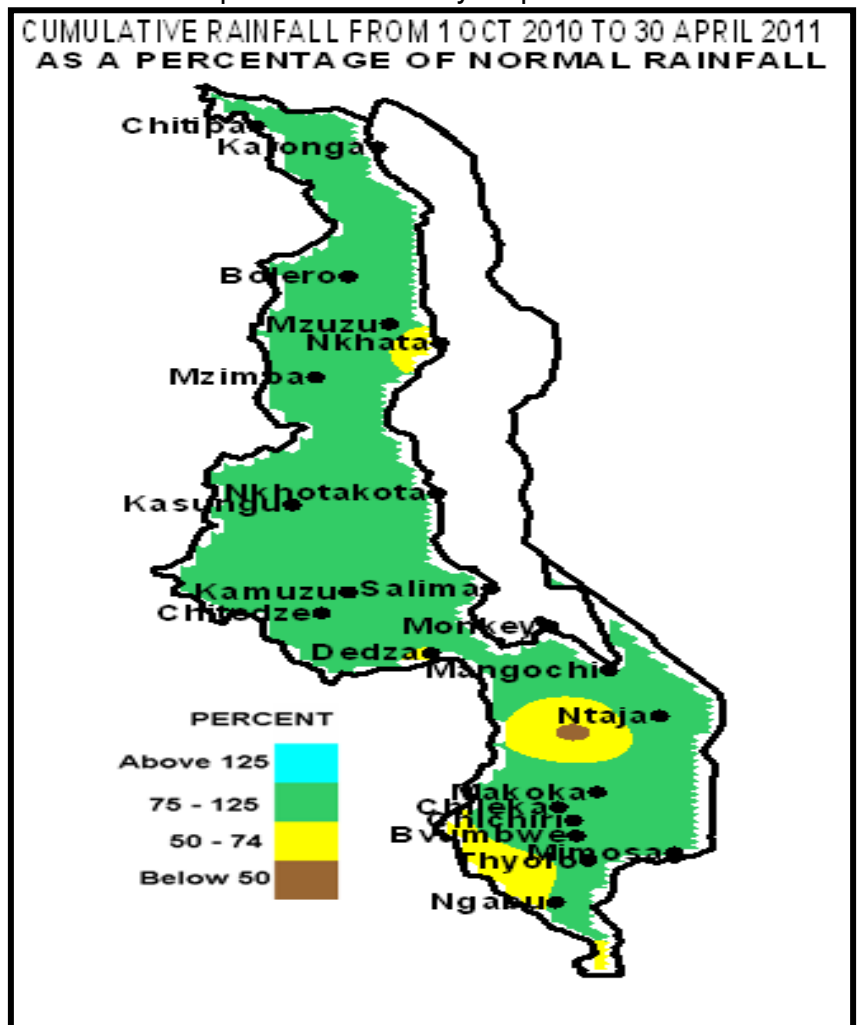 CUMULATIVE RAINFALL FROM 1 OCT 2010 TO 30 APRIL 2011
AS A PERCENTAGE OF NORMAL RAINFALL
Chitipa
Karonga
Bolero
Mzuzu
Nkhata
Mzimba
Nkhotakota
Kasungu
Kamuzu
Salima
Chitedze
Monkey
Dedza
Mangochi
Ntaja
PERCENT
Above 125
75 - 125
50 - 74
Below 50
Makoka
Chileka
Chichiri
Bvumbwe
Mimosa
Thyolo
Ngabu